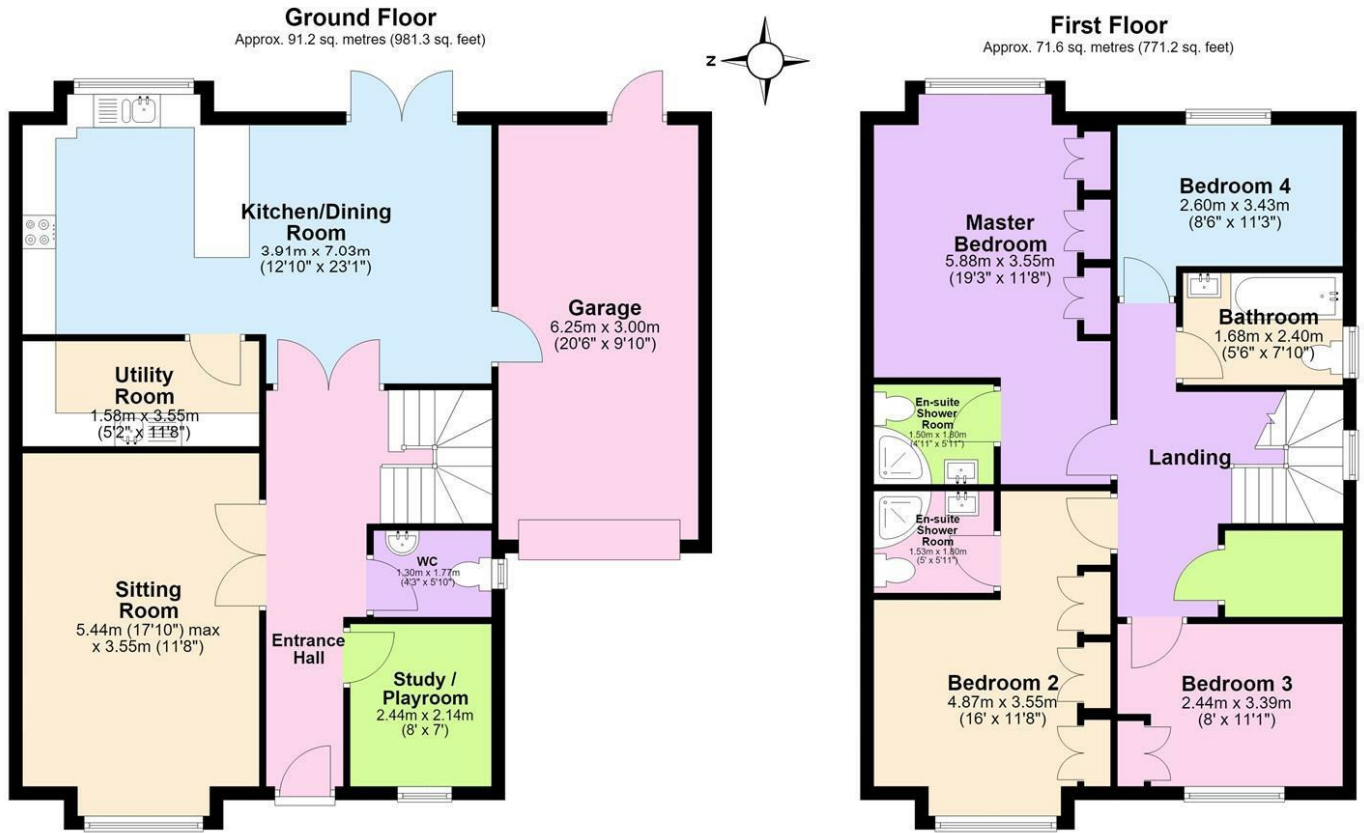 Ground Floor
Approx. 91.2 sq. metres (981.3 sq. feet)
Kitchen/Dining
Room
3.91m x 7.03m
(12'10" x 23'1")
Garage
6.25m x 3.00m
(20'6" x 9'10")
Utility
Room
1.58m x 3.55m
(5'2" x 11'8")
Sitting
Room
5.44m (17'10") max
x 3.55m (11'8")
Entrance
Hall
WC
1.30m x 1.77m
(4'3" x 5'10")
Study /
Playroom
2.44m x 2.14m
(8' x 7')
N
First Floor
Approx. 71.6 sq. metres (771.2 sq. feet)
Master
Bedroom
5.88m x 3.55m
(19'3" x 11'8")
Bedroom 4
2.60m x 3.43m
(8'6" x 11'3")
Bathroom
1.68m x 2.40m
(5'6" x 7'10")
En-suite
Shower
Room
1.50m x 1.80m
(4'11" x 5'11")
Landing
En-suite
Shower
Room
1.53m x 1.80m
(5' x 5'11")
Bedroom 2
4.87m x 3.55m
(16' x 11'8")
Bedroom 3
2.44m x 3.39m
(8' x 11'1")